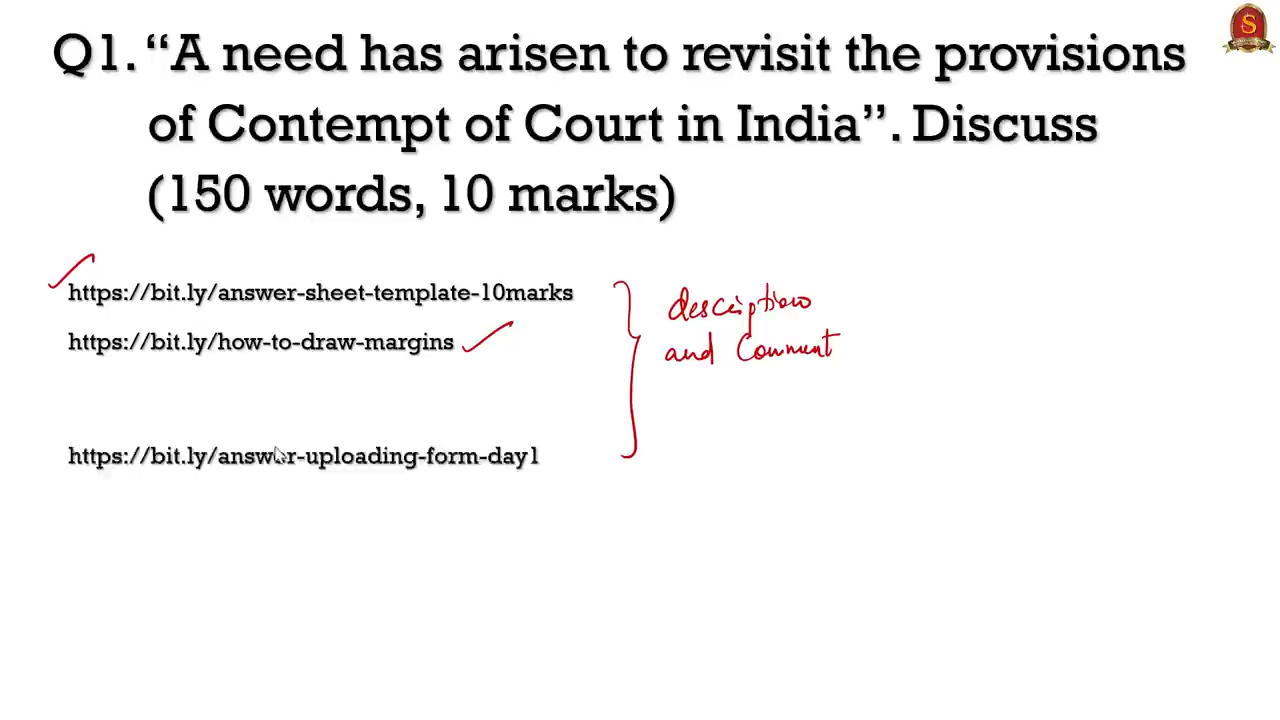 Q1. “A need has arisen to revisit the provisions
of Contempt of Court in India”. Discuss
(150 words, 10 marks)
https://bit.ly/answer-sheet-template-10marks
https://bit.ly/how-to-draw-margins
description
and Comment
https://bit.ly/answer-uploading-form-day1
S